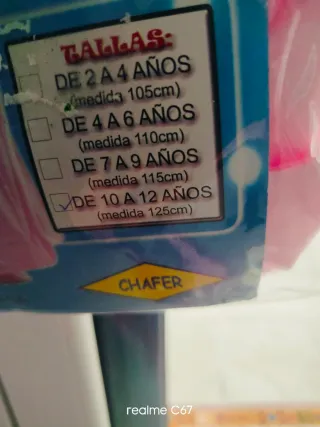 TALLAS:
DE 2 A 4 AÑOS
(medida 105cm)
DE 4 A 6 AÑOS
(medida 110cm)
DE 7 A 9 AÑOS
(medida 115cm)
DE 10 A 12 AÑOS
(medida 125cm)
CHAFER
realme C67